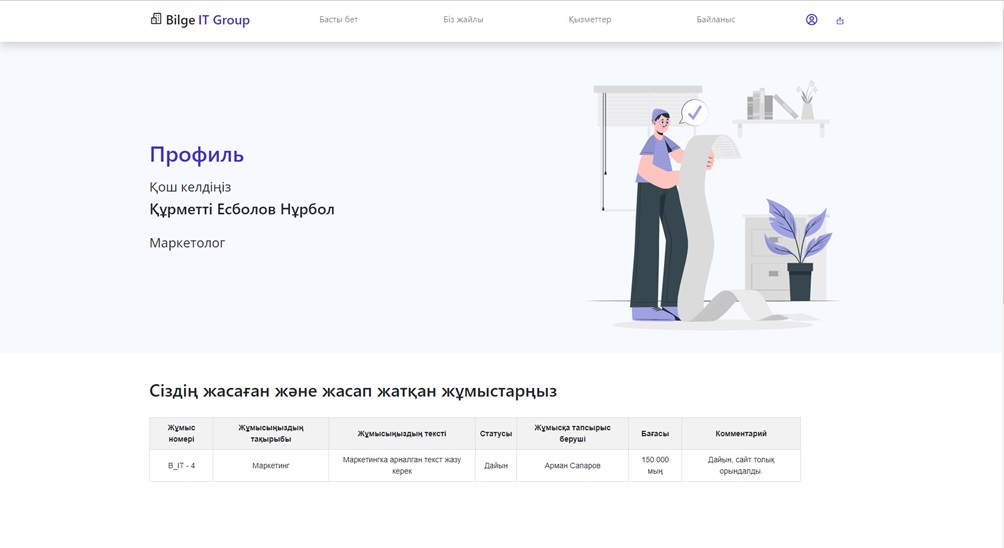 Bilge IT Group
Басты бет
Біз жайлы
Қызметтер
Байланыс
Профиль
Қош келдіңіз
Құрметті Есболов Нұрбол
Маркетолог
Сіздің жасаған және жасап жатқан жұмыстарңыз
Жұмыс
номері
Жұмысыңыздың
тақырыбы
Жұмысыңыздың тексті
Статусы
Жұмысқа тапсырыс
беруші
Бағасы
Комментарий
B_IT - 4
Маркетинг
Маркетингка арналган текст жазу
керек
Дайын
Арман Сапаров
150 000
мың
Дайын, сайт толық
орындалды.